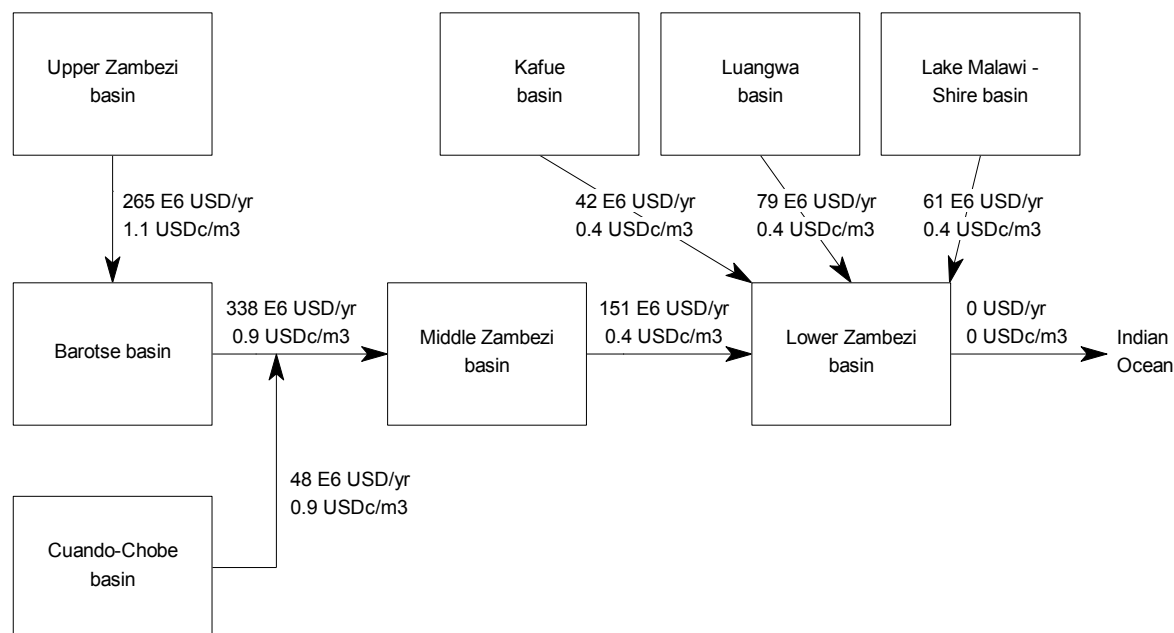 Upper Zambezi
basin
Kafue
basin
Luangwa
basin
Lake Malawi -
Shire basin
265 E6 USD/yr
1.1 USDc/m3
42 E6 USD/yr
0.4 USDc/m3
79 E6 USD/yr
0.4 USDc/m3
61 E6 USD/yr
0.4 USDc/m3
Barotse basin
338 E6 USD/yr
0.9 USDc/m3
Middle Zambezi
basin
151 E6 USD/yr
0.4 USDc/m3
Lower Zambezi
basin
0 USD/yr
0 USDc/m3
Indian
Ocean
48 E6 USD/yr
0.9 USDc/m3
Cuando-Chobe
basin